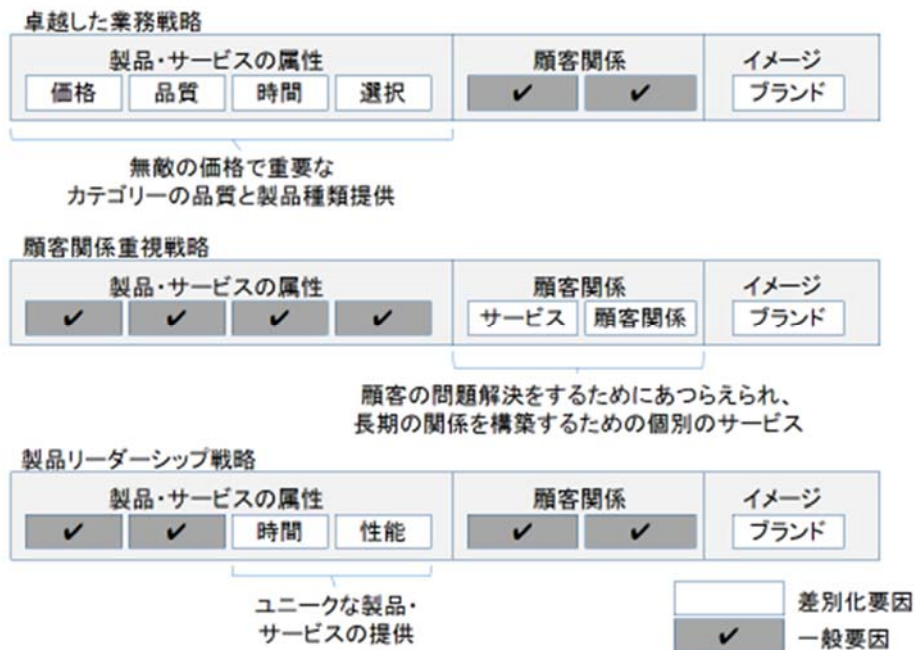 卓越した業務戦略
製品・サービスの属性 顧客関係 イメージ
価格 品質 時間 選択 ✔ ✔ ブランド
無敵の価格で重要な
カテゴリーの品質と製品種類提供
顧客関係重視戦略
製品・サービスの属性 顧客関係 イメージ
✔ ✔ ✔ ✔ サービス 顧客関係 ブランド
顧客の問題解決をするためにあつらえられ、
長期の関係を構築するための個別のサービス
製品リーダーシップ戦略
製品・サービスの属性 顧客関係 イメージ
✔ ✔ 時間 性能 ✔ ✔ ブランド
ユニークな製品・
サービスの提供
差別化要因
✔ 一般要因